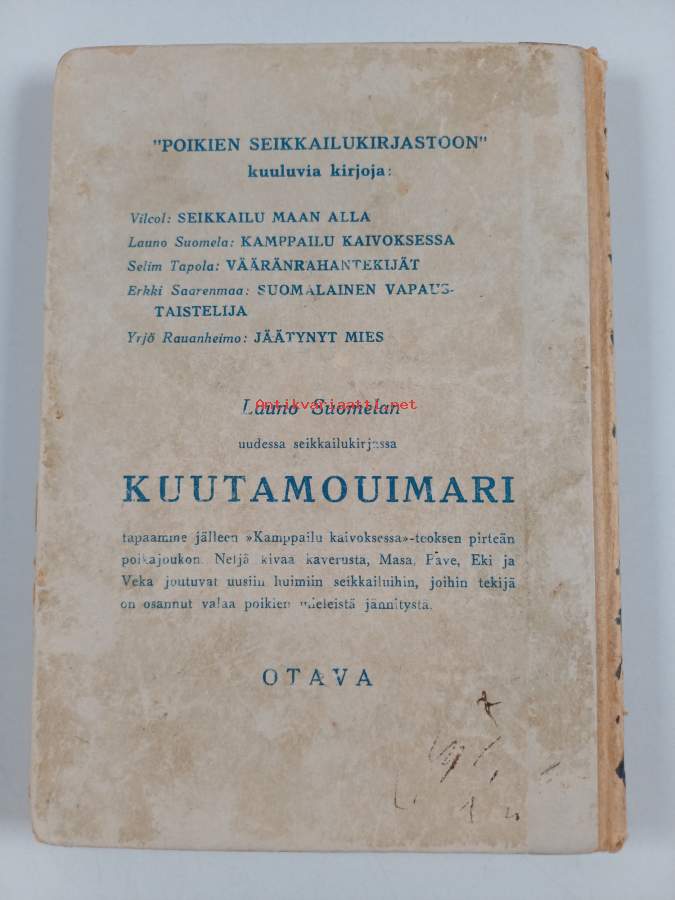 "POIKIEN SEIKKAILUKIRJASTOON"
kuuluvia kirjoja:
Vilcol: SEIKKAILU MAAN ALLA
Launo Suomela: KAMPPAILU KAIVOKSESSA
Selim Tapola: VÄÄRÄNRAHANTEKIJÄT
Erkki Saarenmaa: SUOMALAINEN VAPAUS-
TAISTELIJA
Yrjö Rauanheimo: JÄÄTYNYT MIES
Launo Suomelan
Antikvariaatti.net
uudessa seikkailukirjassa
KUUTAMOUIMARI
tapaamme jälleen »Kamppailu kaivoksessa»-teoksen pirteän
poikajoukon. Neljä kivaa kaverusta, Masa, Pave, Eki ja
Veka joutuvat uusiin huimiin seikkailuihin, joihin tekijä
on osannut valaa poikien mieleistä jännitystä.
OTAVA